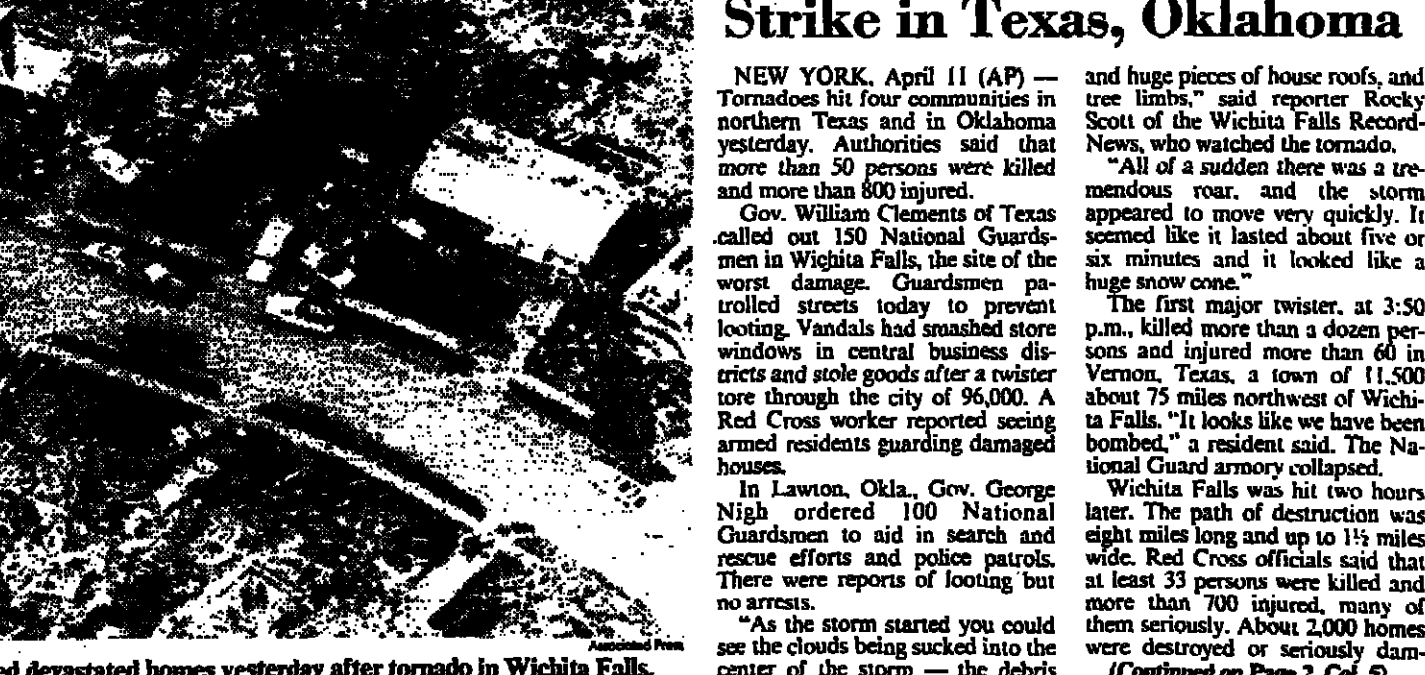 Strike in Texas, Oklahoma
NEW YORK, April 11 (AP) —
Tornadoes hit four communities in
northern Texas and in Oklahoma
yesterday. Authorities said that
more than 50 persons were killed
and more than 800 injured.
Gov. William Clements of Texas
called out 150 National Guards-
men in Wichita Falls, the site of the
worst damage. Guardsmen pa-
trolled streets today to prevent
looting. Vandals had smashed store
windows in central business dis-
tricts and stole goods after a twister
tore through the city of 96,000. A
Red Cross worker reported seeing
armed residents guarding damaged
houses.
In Lawton, Okla., Gov. George
Nigh ordered 100 National
Guardsmen to aid in search and
rescue efforts and police patrols.
There were reports of looting but
no arrests.
"As the storm started you could
see the clouds being sucked into the
center of the storm — the debris
and huge pieces of house roofs, and
tree limbs," said reporter Rocky
Scott of the Wichita Falls Record-
News, who watched the tornado.
"All of a sudden there was a tre-
mendous roar, and the storm
appeared to move very quickly. It
seemed like it lasted about five or
six minutes and it looked like a
huge snow cone."
The first major twister, at 3:50
p.m., killed more than a dozen per-
sons and injured more than 60 in
Vernon, Texas, a town of 11,500
about 75 miles northwest of Wichi-
ta Falls. "It looks like we have been
bombed," a resident said. The Na-
tional Guard armory collapsed.
Wichita Falls was hit two hours
later. The path of destruction was
eight miles long and up to 1½ miles
wide. Red Cross officials said that
at least 33 persons were killed and
more than 700 injured, many of
them seriously. About 2,000 homes
were destroyed or seriously dam-
(Continued on Page 2, Col. 5)
Associated Press
ed devastated homes yesterday after tornado in Wichita Falls.